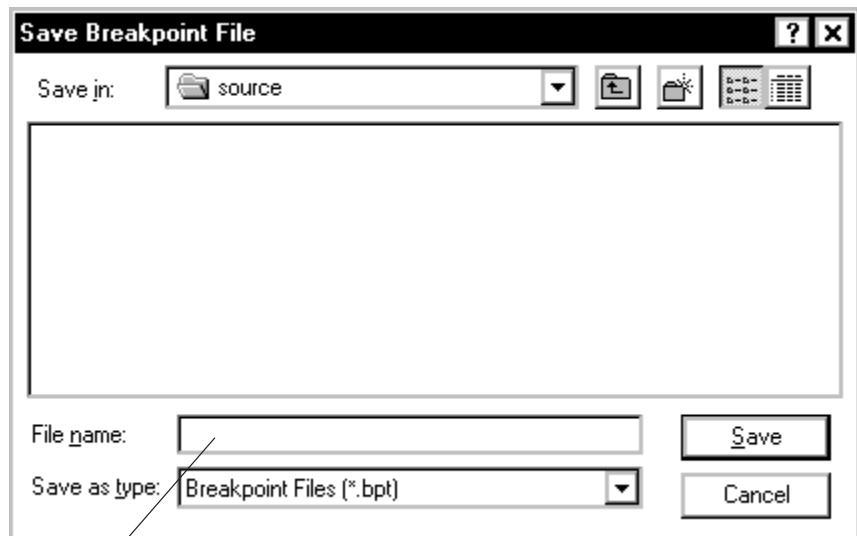 Save Breakpoint File
Save in: source
File name:
Save
Save as type: Breakpoint Files (*.bpt)
Cancel